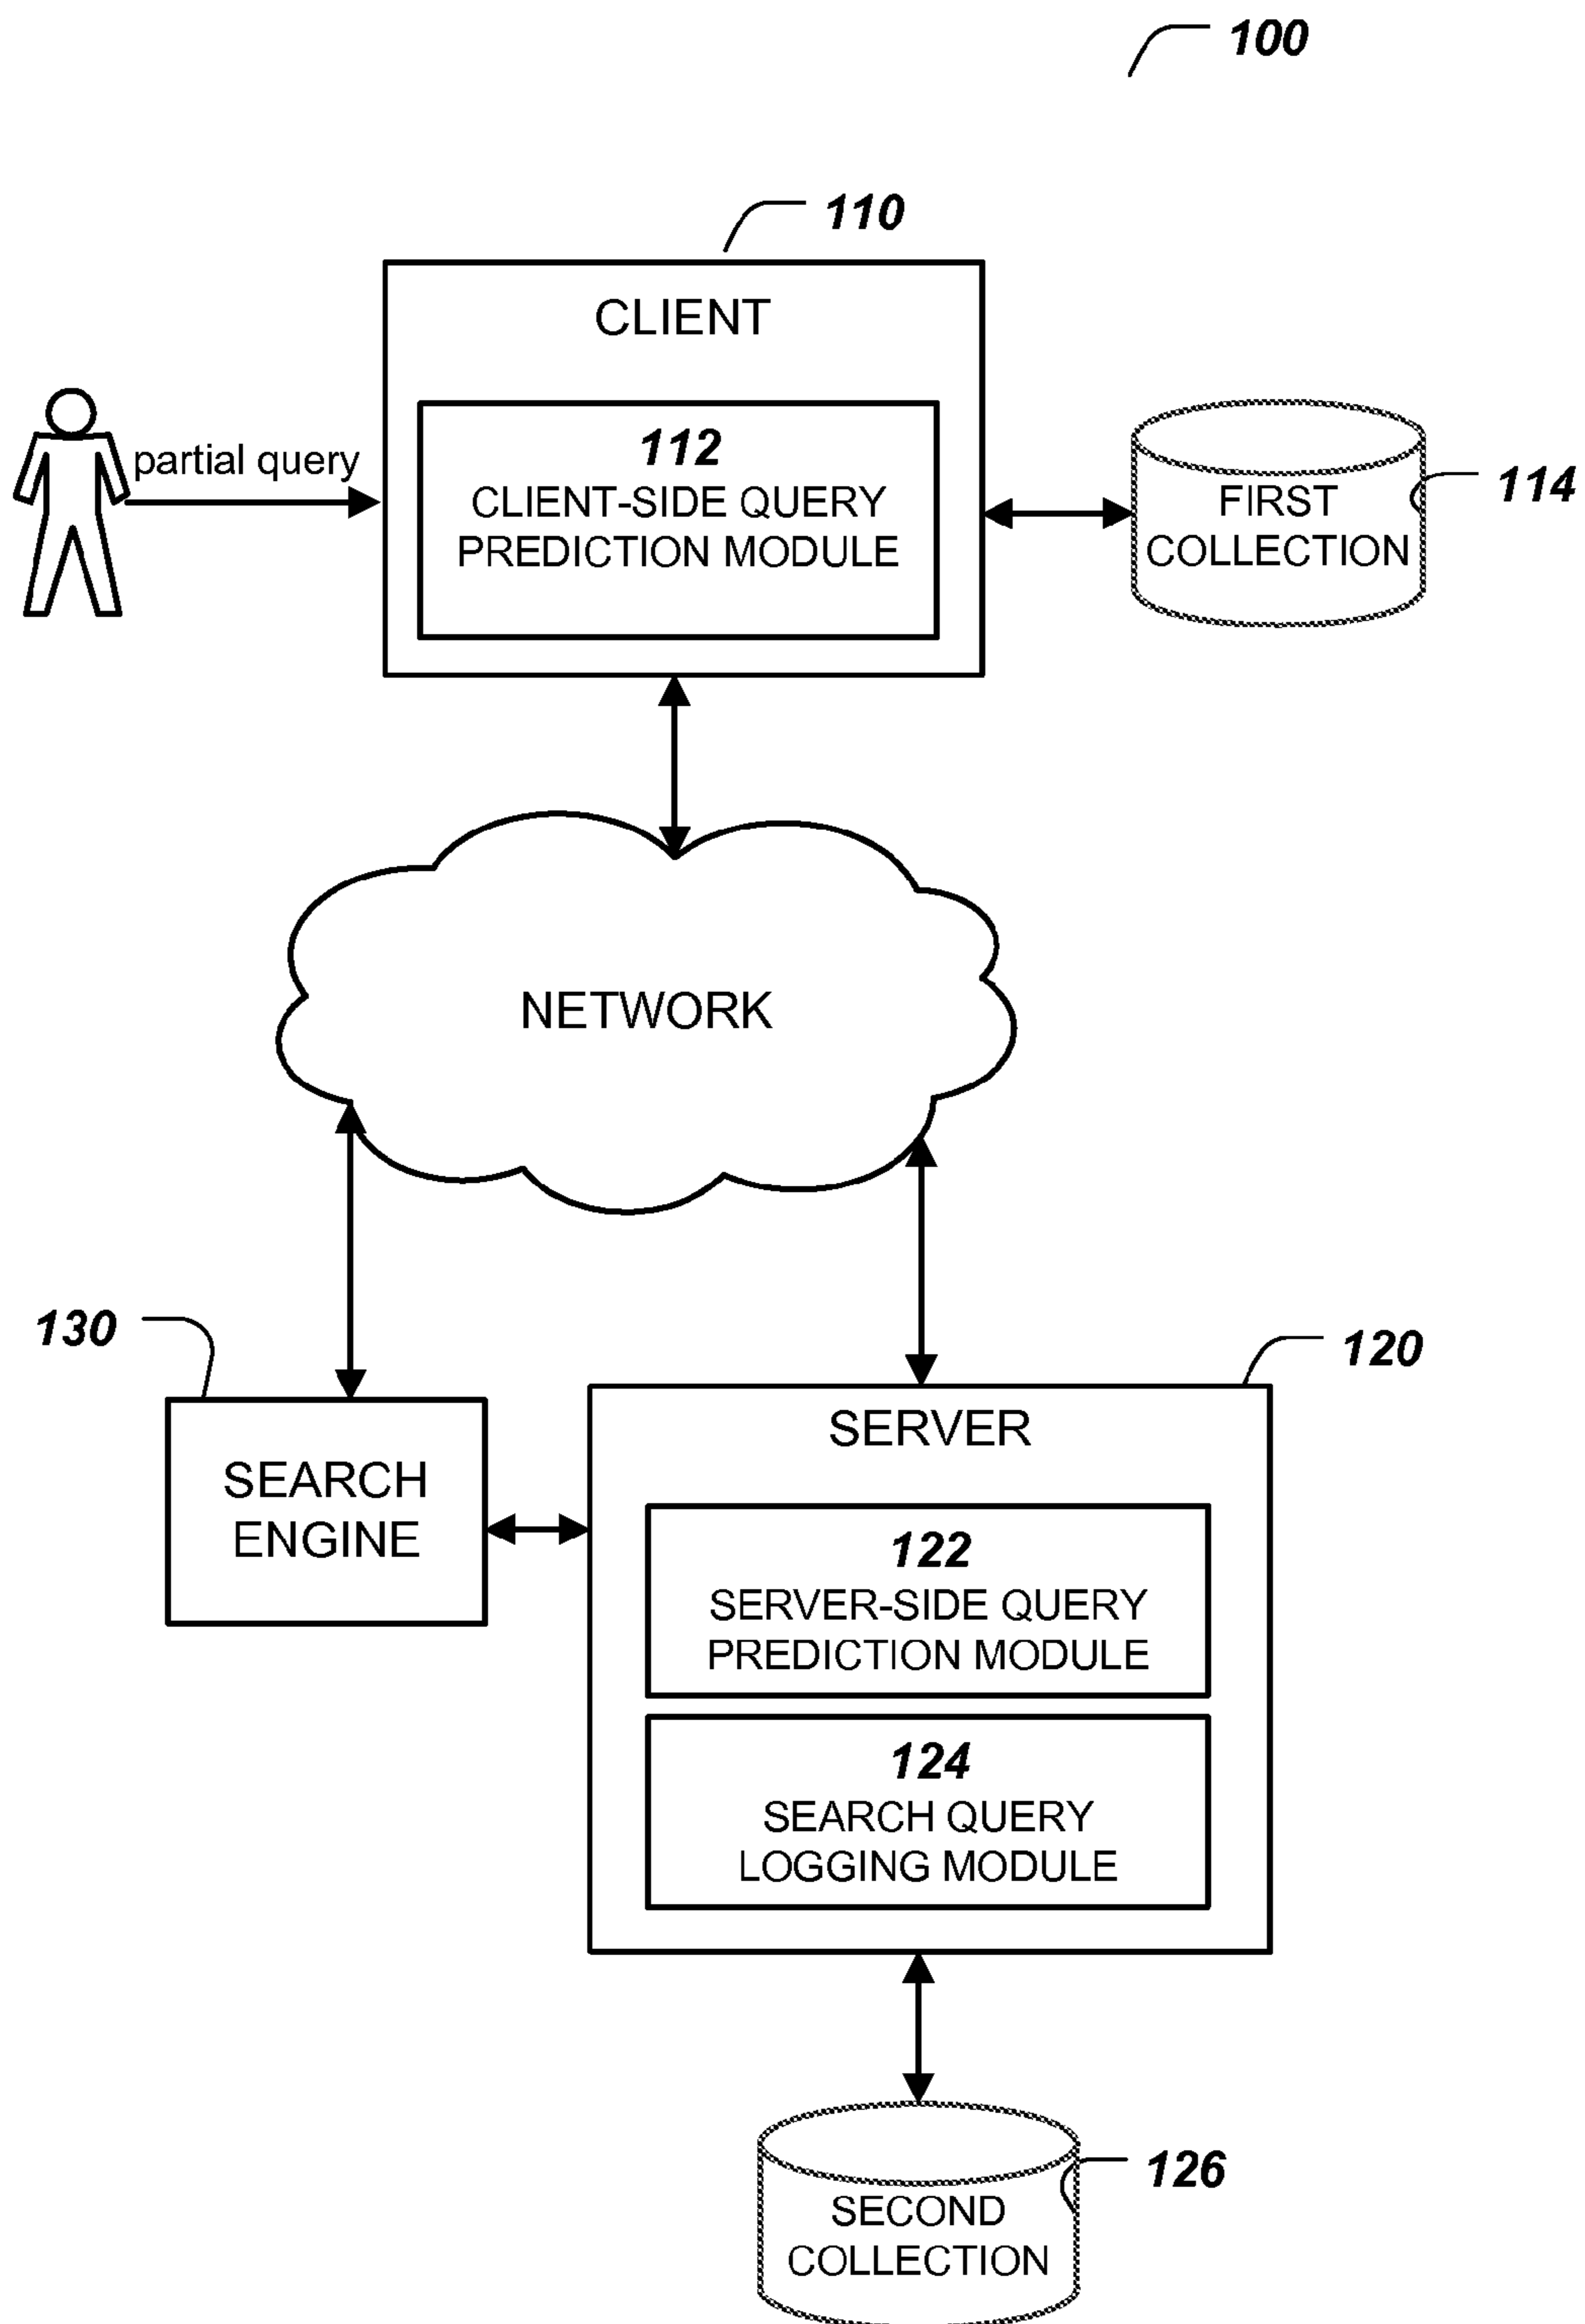 100
110
CLIENT
partial query
112
CLIENT-SIDE QUERY
PREDICTION MODULE
FIRST
COLLECTION
114
NETWORK
130
SEARCH
ENGINE
120
SERVER
122
SERVER-SIDE QUERY
PREDICTION MODULE
124
SEARCH QUERY
LOGGING MODULE
126
SECOND
COLLECTION